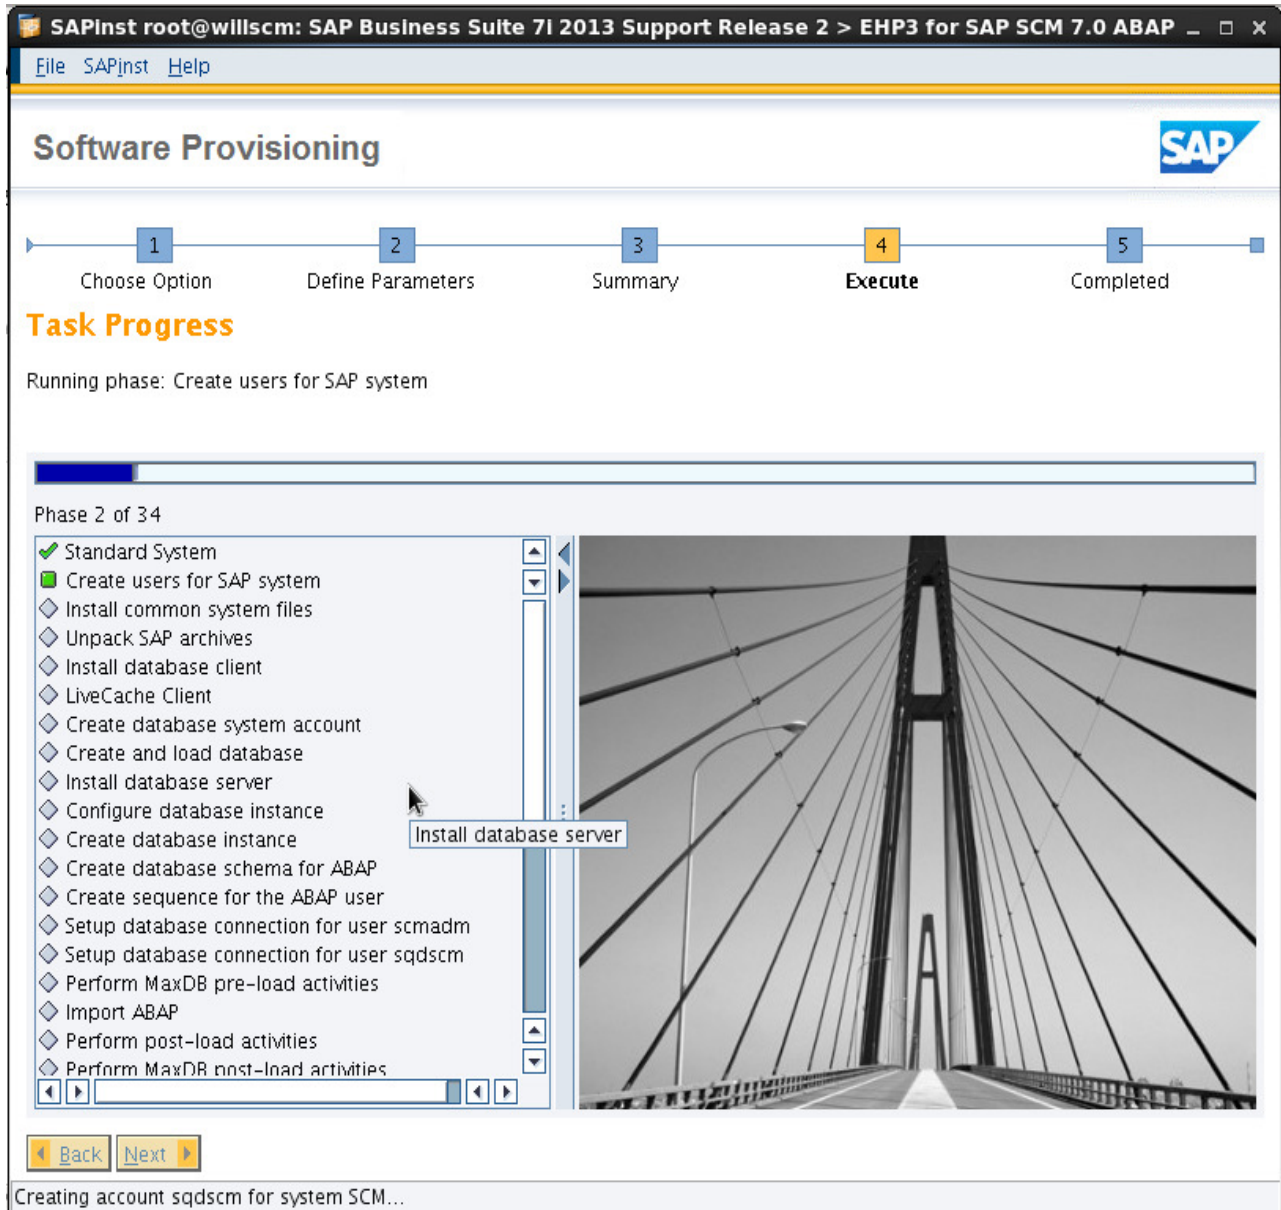 SAPinst root@willscm: SAP Business Suite 7i 2013 Support Release 2 > EHP3 for SAP SCM 7.0 ABAP
File SAPinst Help
Software Provisioning
SAP
1 2 3 4 5
Choose Option Define Parameters Summary Execute Completed
Task Progress
Running phase: Create users for SAP system
Phase 2 of 34
Standard System
Create users for SAP system
Install common system files
Unpack SAP archives
Install database client
LiveCache Client
Create database system account
Create and load database
Install database server
Configure database instance
Install database server
Create database instance
Create database schema for ABAP
Create sequence for the ABAP user
Setup database connection for user scmadm
Setup database connection for user sqdscm
Perform MaxDB pre-load activities
Import ABAP
Perform post-load activities
Perform MaxDB post-load activities
Back Next
Creating account sqdscm for system SCM...